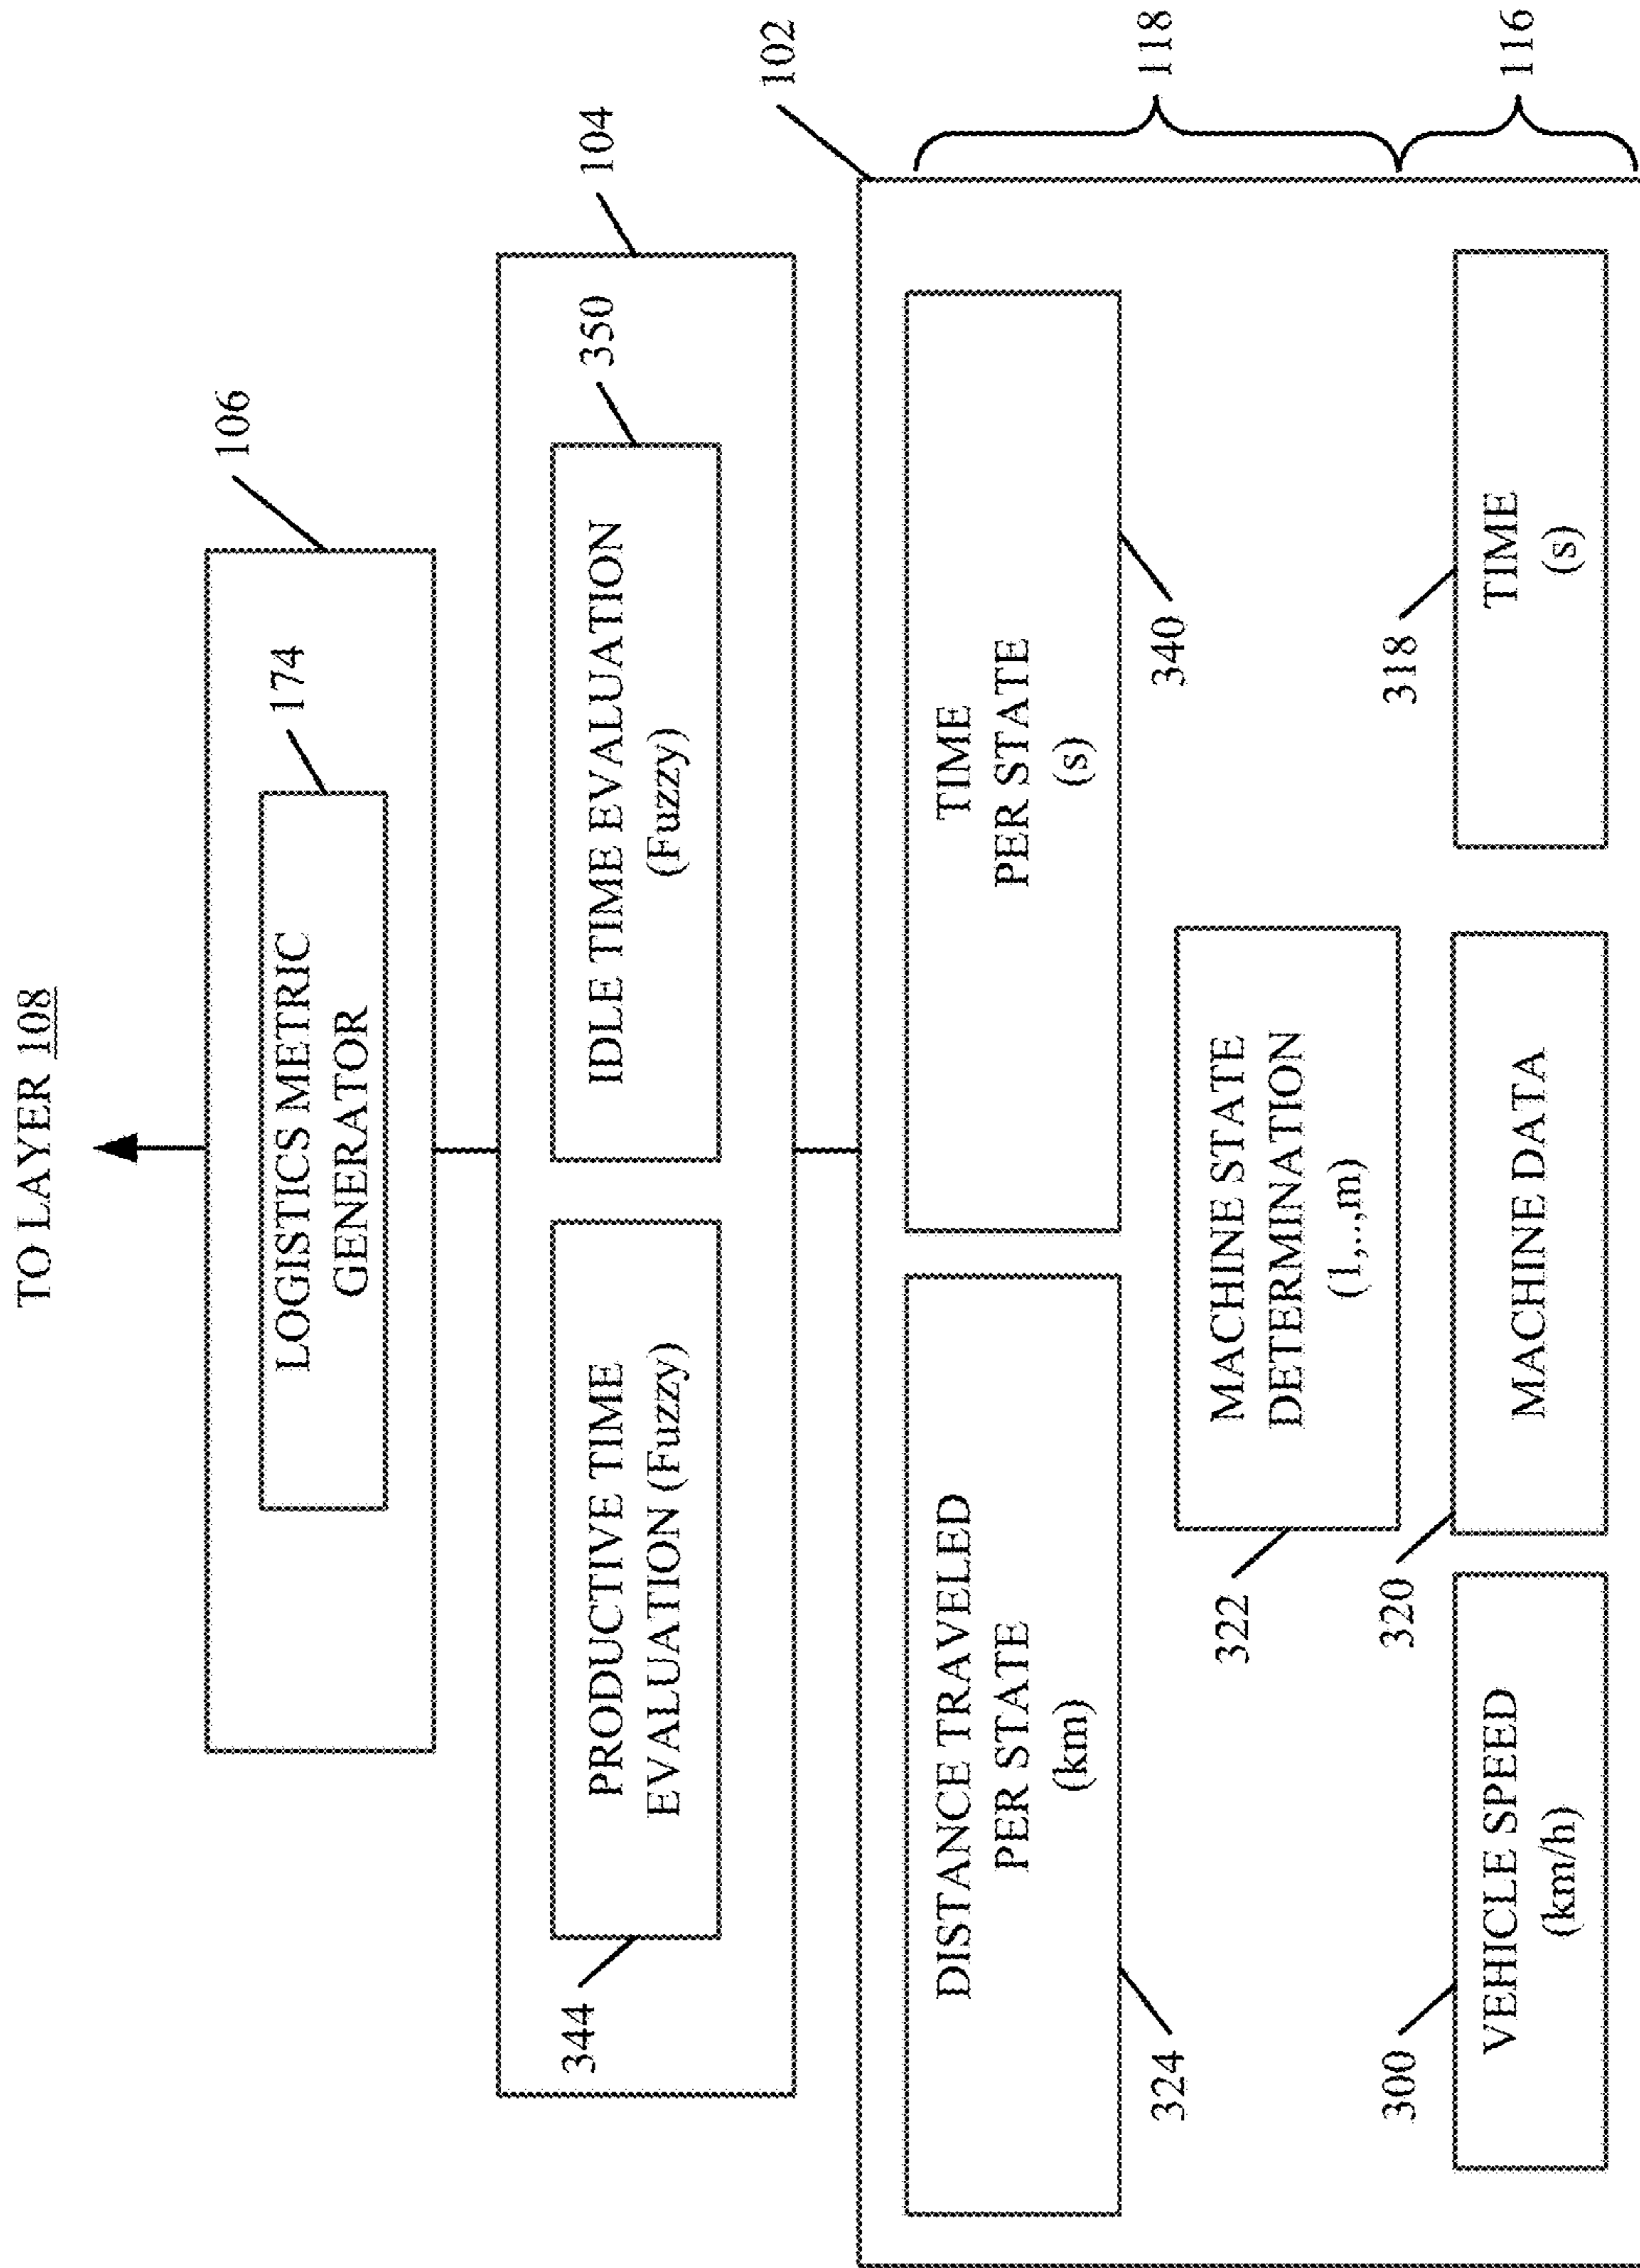 TO LAYER 108
106
LOGISTICS METRIC
GENERATOR
174
104
344
PRODUCTIVE TIME
EVALUATION (Fuzzy)
IDLE TIME EVALUATION
(Fuzzy)
350
102
DISTANCE TRAVELED
PER STATE
(km)
324
TIME
PER STATE
(s)
340
118
322
MACHINE STATE
DETERMINATION
(1,..,m)
300
VEHICLE SPEED
(km/h)
320
MACHINE DATA
318
TIME
(s)
116